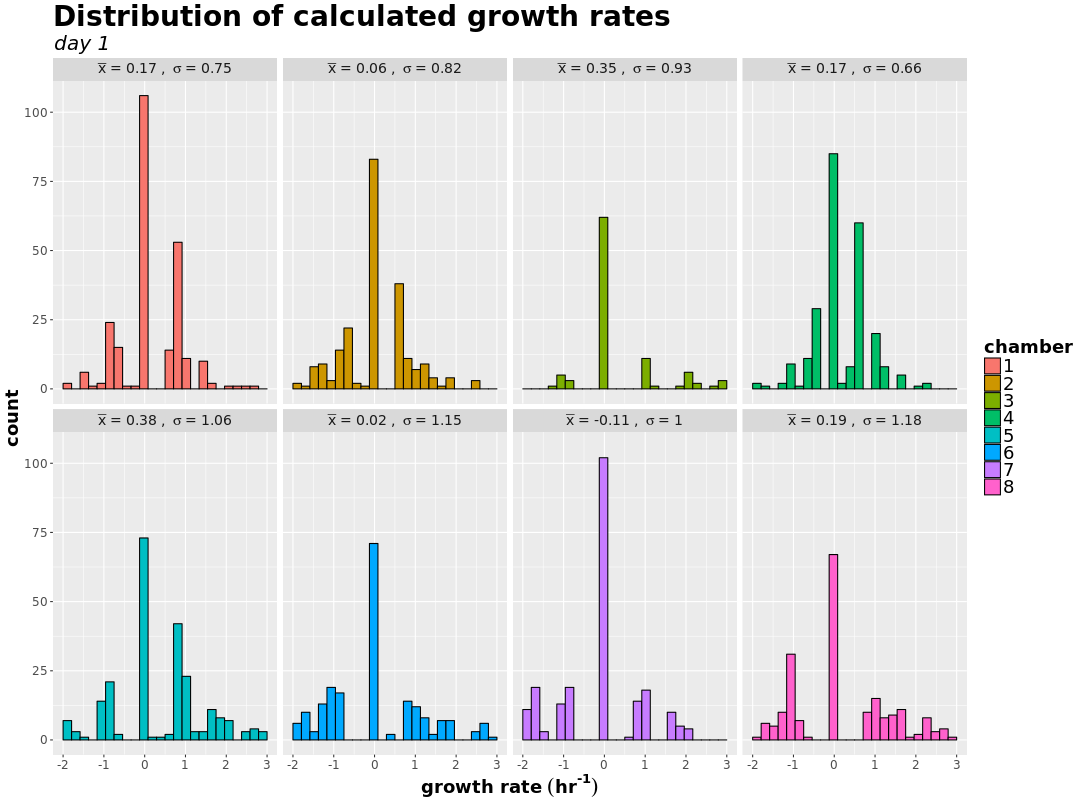 Distribution of calculated growth rates
day 1
x̅ = 0.17 , σ = 0.75
x̅ = 0.06 , σ = 0.82
x̅ = 0.35 , σ = 0.93
x̅ = 0.17 , σ = 0.66
100
75
50
25
0
x̅ = 0.38 , σ = 1.06
x̅ = 0.02 , σ = 1.15
x̅ = -0.11 , σ = 1
x̅ = 0.19 , σ = 1.18
100
75
50
25
0
-2 -1 0 1 2 3
-2 -1 0 1 2 3
-2 -1 0 1 2 3
-2 -1 0 1 2 3
count
growth rate (hr⁻¹)
chamber
1
2
3
4
5
6
7
8